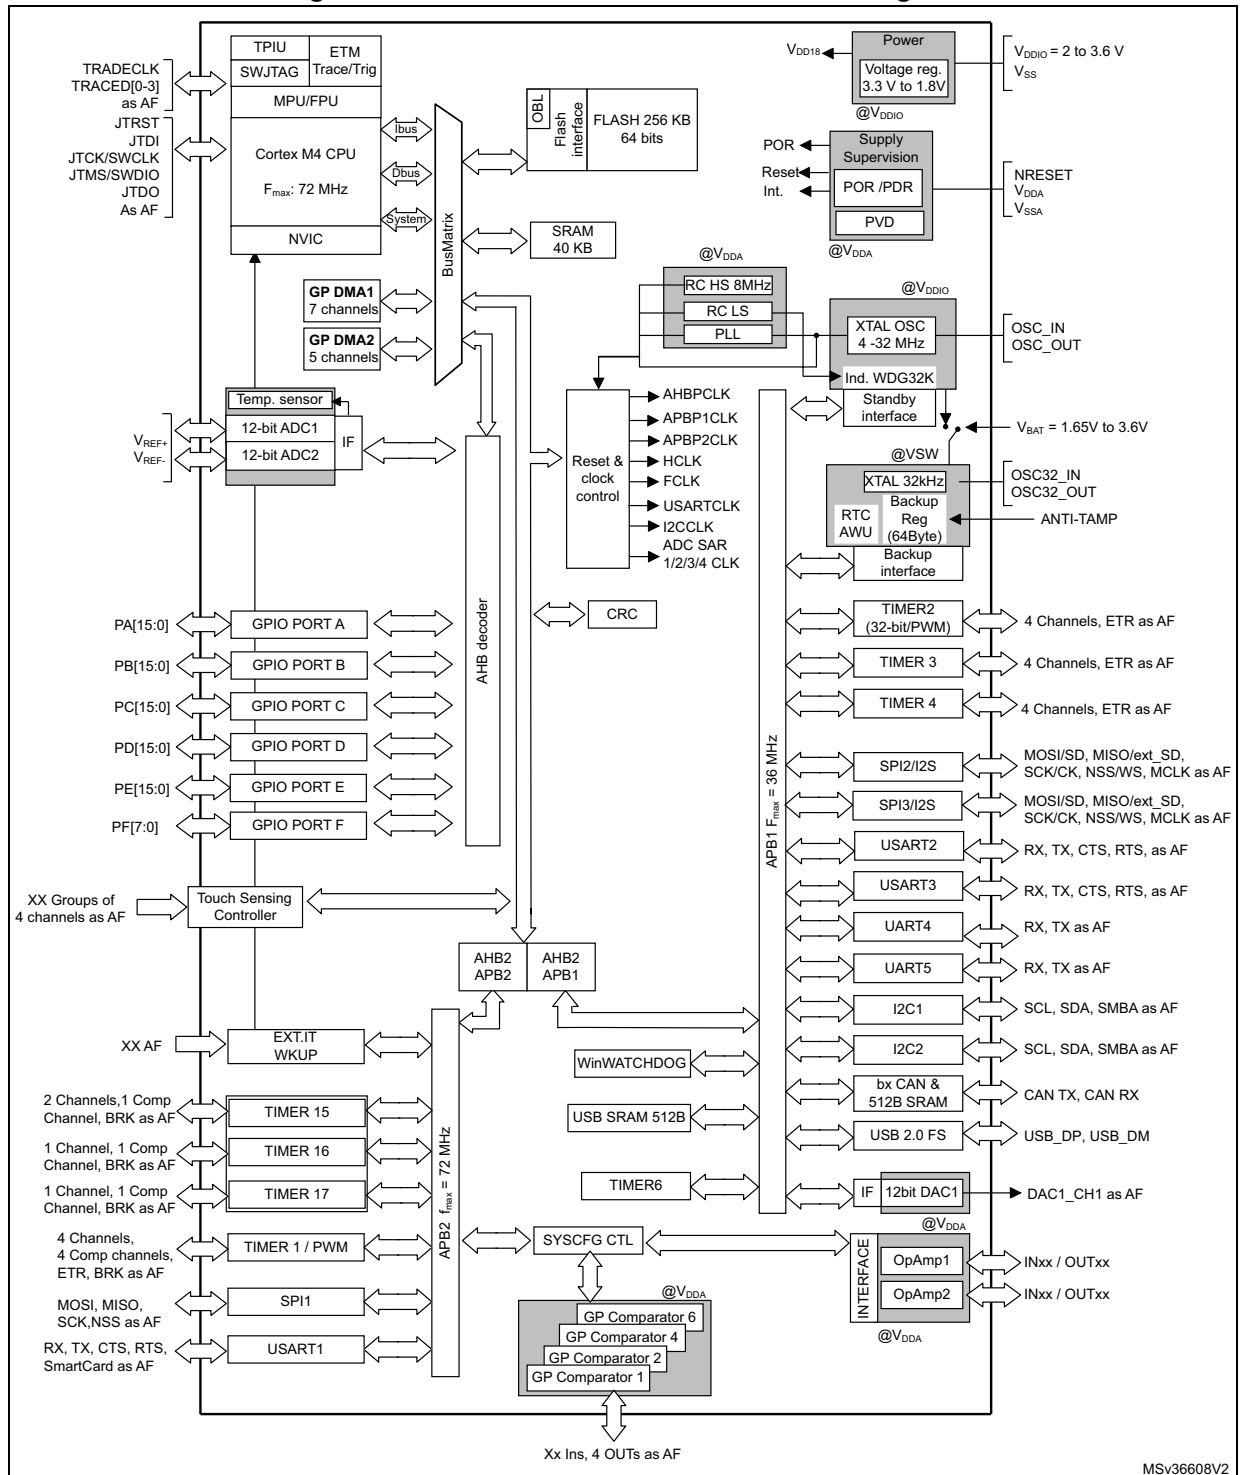 TPIU
ETM
Trace/Trig
SWJTAG
MPU/FPU
Cortex M4 CPU
Fmax: 72 MHz
NVIC
TRADECLK
TRACED[0-3]
as AF
JTRST
JTDI
JTCK/SWCLK
JTMS/SWDIO
JTDO
As AF
Ibus
Dbus
System
BusMatrix
OBL
Flash
interface
FLASH 256 KB
64 bits
SRAM
40 KB
GP DMA1
7 channels
GP DMA2
5 channels
VDD18
Power
Voltage reg.
3.3 V to 1.8V
@VDDIO
VDDIO = 2 to 3.6 V
VSS
POR
Reset
Int.
Supply
Supervision
POR /PDR
PVD
@VDDA
NRESET
VDDA
VSSA
@VDDA
RC HS 8MHz
RC LS
PLL
@VDDIO
XTAL OSC
4 -32 MHz
Ind. WDG32K
Standby
interface
OSC_IN
OSC_OUT
VBAT = 1.65V to 3.6V
@VSW
XTAL 32kHz
RTC
AWU
Backup
Reg
(64Byte)
Backup
interface
OSC32_IN
OSC32_OUT
ANTI-TAMP
Temp. sensor
12-bit ADC1
12-bit ADC2
IF
VREF+
VREF-
Reset &
clock
control
AHBPCLK
APBP1CLK
APBP2CLK
HCLK
FCLK
USARTCLK
I2CCLK
ADC SAR
1/2/3/4 CLK
AHB decoder
CRC
PA[15:0]
GPIO PORT A
PB[15:0]
GPIO PORT B
PC[15:0]
GPIO PORT C
PD[15:0]
GPIO PORT D
PE[15:0]
GPIO PORT E
PF[7:0]
GPIO PORT F
XX Groups of
4 channels as AF
Touch Sensing
Controller
AHB2
APB2
AHB2
APB1
APB1 Fmax = 36 MHz
TIMER2
(32-bit/PWM)
4 Channels, ETR as AF
TIMER 3
4 Channels, ETR as AF
TIMER 4
4 Channels, ETR as AF
SPI2/I2S
MOSI/SD, MISO/ext_SD,
SCK/CK, NSS/WS, MCLK as AF
SPI3/I2S
MOSI/SD, MISO/ext_SD,
SCK/CK, NSS/WS, MCLK as AF
USART2
RX, TX, CTS, RTS, as AF
USART3
RX, TX, CTS, RTS, as AF
UART4
RX, TX as AF
UART5
RX, TX as AF
I2C1
SCL, SDA, SMBA as AF
I2C2
SCL, SDA, SMBA as AF
bx CAN &
512B SRAM
CAN TX, CAN RX
USB 2.0 FS
USB_DP, USB_DM
IF
12bit DAC1
DAC1_CH1 as AF
@VDDA
WinWATCHDOG
USB SRAM 512B
TIMER6
XX AF
EXT.IT
WKUP
APB2 fmax = 72 MHz
2 Channels,1 Comp
Channel, BRK as AF
TIMER 15
1 Channel, 1 Comp
Channel, BRK as AF
TIMER 16
1 Channel, 1 Comp
Channel, BRK as AF
TIMER 17
4 Channels,
4 Comp channels,
ETR, BRK as AF
TIMER 1 / PWM
MOSI, MISO,
SCK,NSS as AF
SPI1
RX, TX, CTS, RTS,
SmartCard as AF
USART1
SYSCFG CTL
@VDDA
GP Comparator 6
GP Comparator 4
GP Comparator 2
GP Comparator 1
Xx Ins, 4 OUTs as AF
INTERFACE
OpAmp1
INxx / OUTxx
OpAmp2
INxx / OUTxx
@VDDA
MSv36608V2